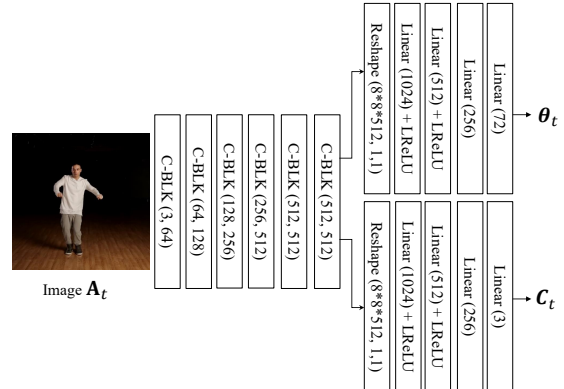 Image A_t
C-BLK (3, 64)
C-BLK (64, 128)
C-BLK (128, 256)
C-BLK (256, 512)
C-BLK (512, 512)
C-BLK (512, 512)
Reshape (8*8*512, 1,1)
Linear (1024) + LReLU
Linear (512) + LReLU
Linear (256)
Linear (72)
θ_t
Reshape (8*8*512, 1,1)
Linear (1024) + LReLU
Linear (512) + LReLU
Linear (256)
Linear (3)
C_t